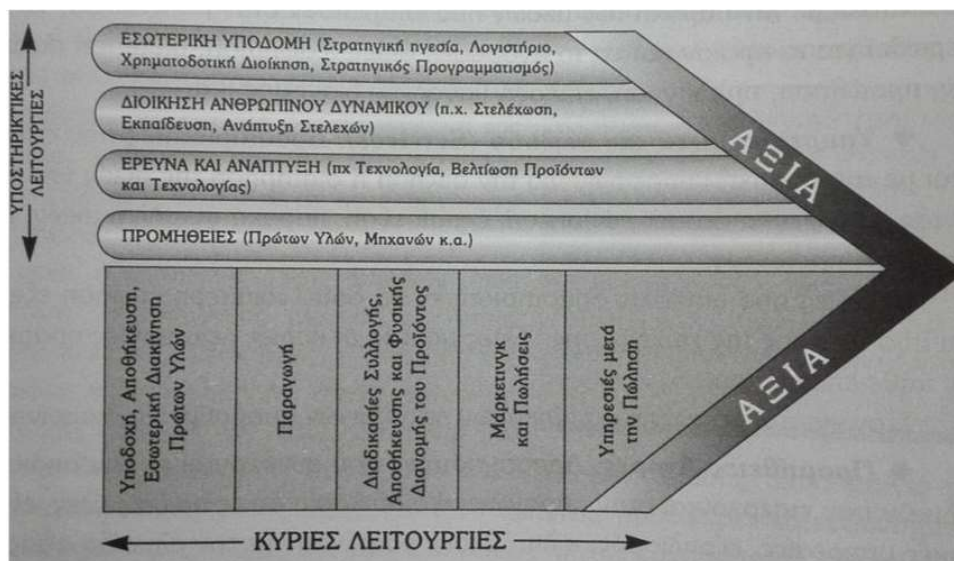 ΥΠΟΣΤΗΡΙΚΤΙΚΕΣ
ΛΕΙΤΟΥΡΓΙΕΣ
ΕΣΩΤΕΡΙΚΗ ΥΠΟΔΟΜΗ (Στρατηγική ηγεσία, Λογιστήριο,
Χρηματοδοτική Διοίκηση, Στρατηγικός Προγραμματισμός)
ΔΙΟΙΚΗΣΗ ΑΝΘΡΩΠΙΝΟΥ ΔΥΝΑΜΙΚΟΥ (π.χ. Στελέχωση,
Εκπαίδευση, Ανάπτυξη Στελεχών)
ΕΡΕΥΝΑ ΚΑΙ ΑΝΑΠΤΥΞΗ (πχ Τεχνολογία, Βελτίωση Προϊόντων
και Τεχνολογίας)
ΠΡΟΜΗΘΕΙΕΣ (Πρώτων Υλών, Μηχανών κ.α.)
ΑΞΙΑ
Υποδοχή, Αποθήκευση,
Εσωτερική Διακίνηση
Πρώτων Υλών
Παραγωγή
Διαδικασίες Συλλογής,
Αποθήκευσης και Φυσικής
Διανομής του Προϊόντος
Μάρκετινγκ
και Πωλήσεις
Υπηρεσιές μετά
την Πώληση
ΑΞΙΑ
ΚΥΡΙΕΣ ΛΕΙΤΟΥΡΓΙΕΣ